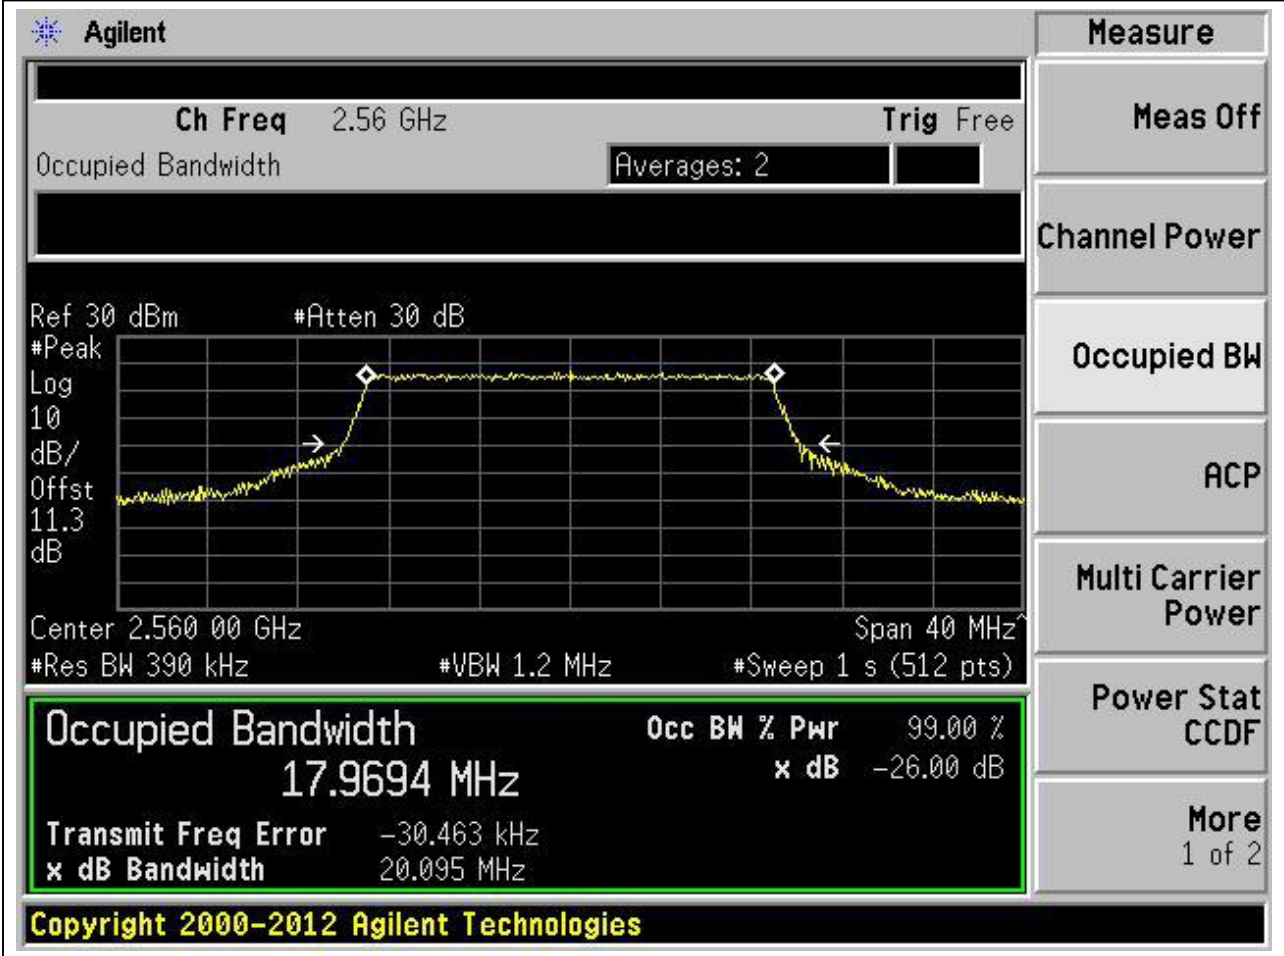 Agilent
Measure
Ch Freq 2.56 GHz Trig Free
Occupied Bandwidth Averages: 2
Meas Off
Channel Power
Occupied BW
ACP
Multi Carrier
Power
Power Stat
CCDF
More
1 of 2
Ref 30 dBm #Atten 30 dB
#Peak
Log
10
dB/
Offst
11.3
dB
Center 2.560 00 GHz Span 40 MHz^
#Res BW 390 kHz #VBW 1.2 MHz #Sweep 1 s (512 pts)
Occupied Bandwidth Occ BW % Pwr 99.00 %
17.9694 MHz x dB -26.00 dB
Transmit Freq Error -30.463 kHz
x dB Bandwidth 20.095 MHz
Copyright 2000-2012 Agilent Technologies